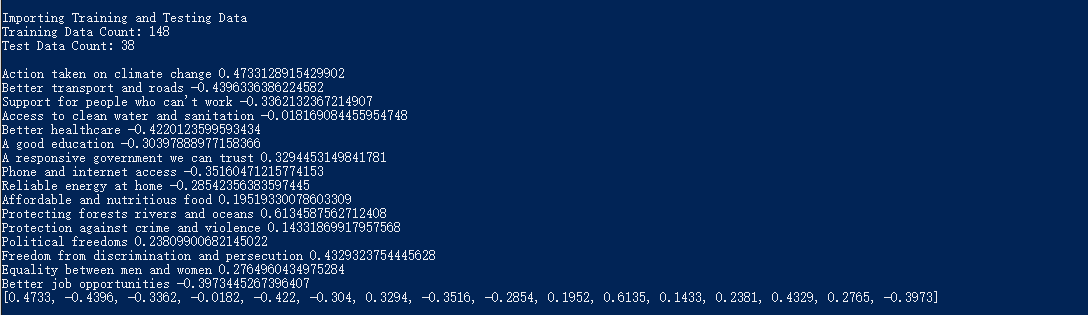 Importing Training and Testing Data
Training Data Count: 148
Test Data Count: 38
Action taken on climate change 0.4733128915429902
Better transport and roads -0.4396336386224582
Support for people who can't work -0.3362132367214907
Access to clean water and sanitation -0.018169084455954748
Better healthcare -0.4220123599593434
A good education -0.30397888977158366
A responsive government we can trust 0.3294453149841781
Phone and internet access -0.35160471215774153
Reliable energy at home -0.28542356383597445
Affordable and nutritious food 0.19519330078603309
Protecting forests rivers and oceans 0.6134587562712408
Protection against crime and violence 0.14331869917957568
Political freedoms 0.23809900682145022
Freedom from discrimination and persecution 0.4329323754445628
Equality between men and women 0.2764960434975284
Better job opportunities -0.3973445267396407
[0.4733, -0.4396, -0.3362, -0.0182, -0.422, -0.304, 0.3294, -0.3516, -0.2854, 0.1952, 0.6135, 0.1433, 0.2381, 0.4329, 0.2765, -0.3973]